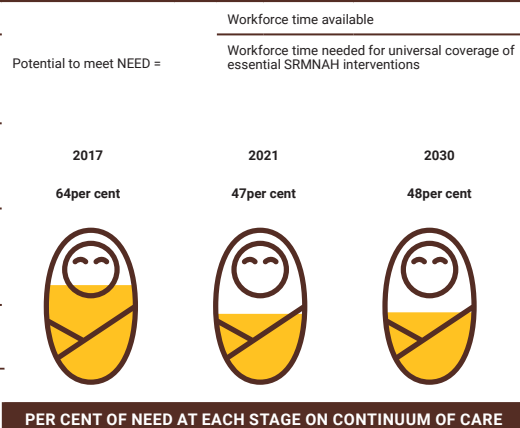 Workforce time available
Potential to meet NEED =
Workforce time needed for universal coverage of
essential SRMNAH interventions
2017
2021
2030
64per cent
47per cent
48per cent
PER CENT OF NEED AT EACH STAGE ON CONTINUUM OF CARE